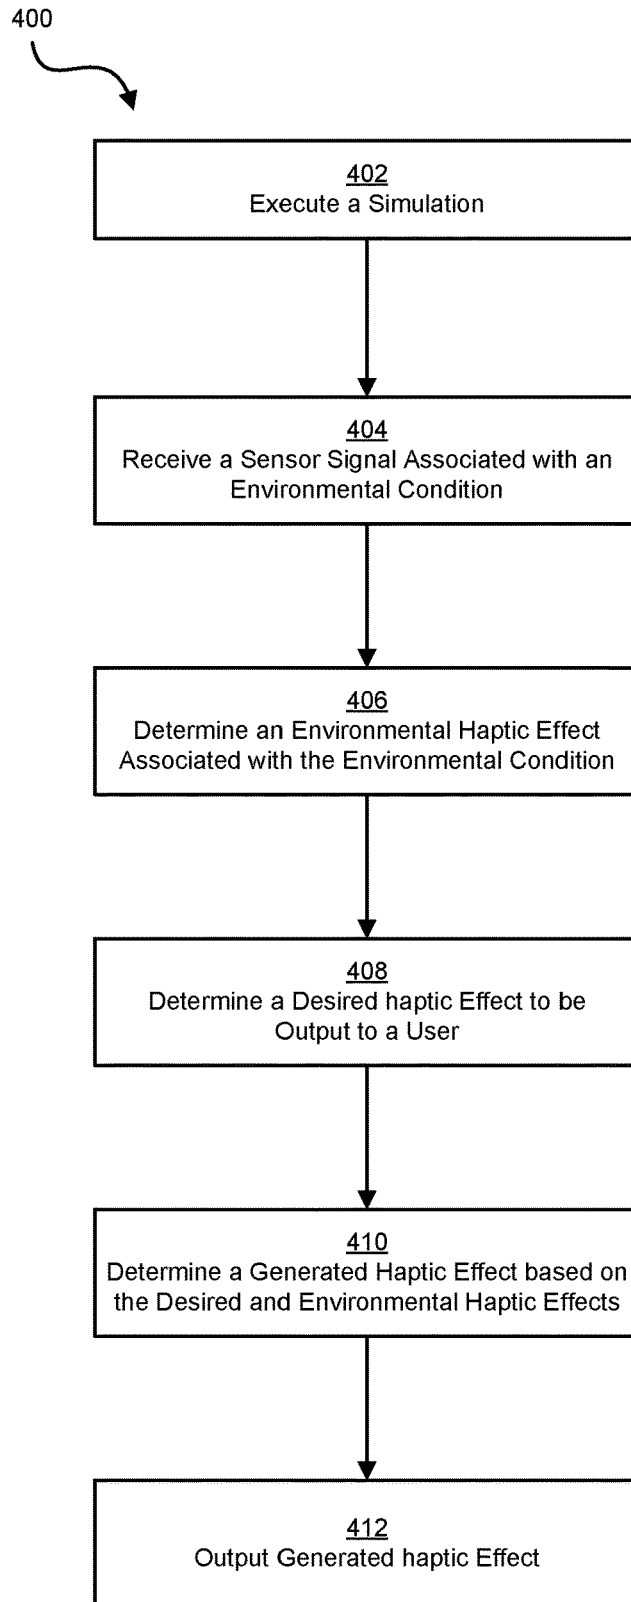 400
402
Execute a Simulation
404
Receive a Sensor Signal Associated with an
Environmental Condition
406
Determine an Environmental Haptic Effect
Associated with the Environmental Condition
408
Determine a Desired haptic Effect to be
Output to a User
410
Determine a Generated Haptic Effect based on
the Desired and Environmental Haptic Effects
412
Output Generated haptic Effect